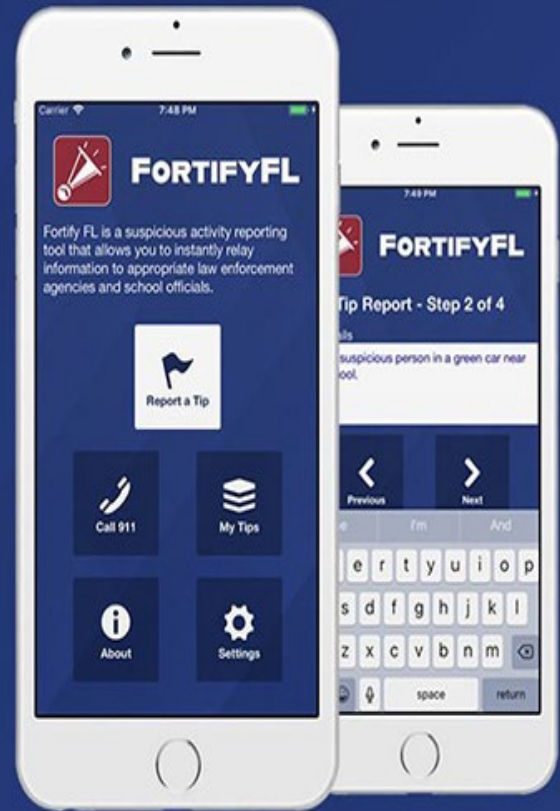 Carrier 7:48 PM
FORTIFYFL
Fortify FL is a suspicious activity reporting
tool that allows you to instantly relay
information to appropriate law enforcement
agencies and school officials.
Report a Tip
Call 911
My Tips
About
Settings
7:49 PM
FORTIFYFL
Tip Report - Step 2 of 4
suspicious person in a green car near
Previous
Next
I'm
And
e r t y u i o p
s d f g h j k l
z x c v b n m
space
return